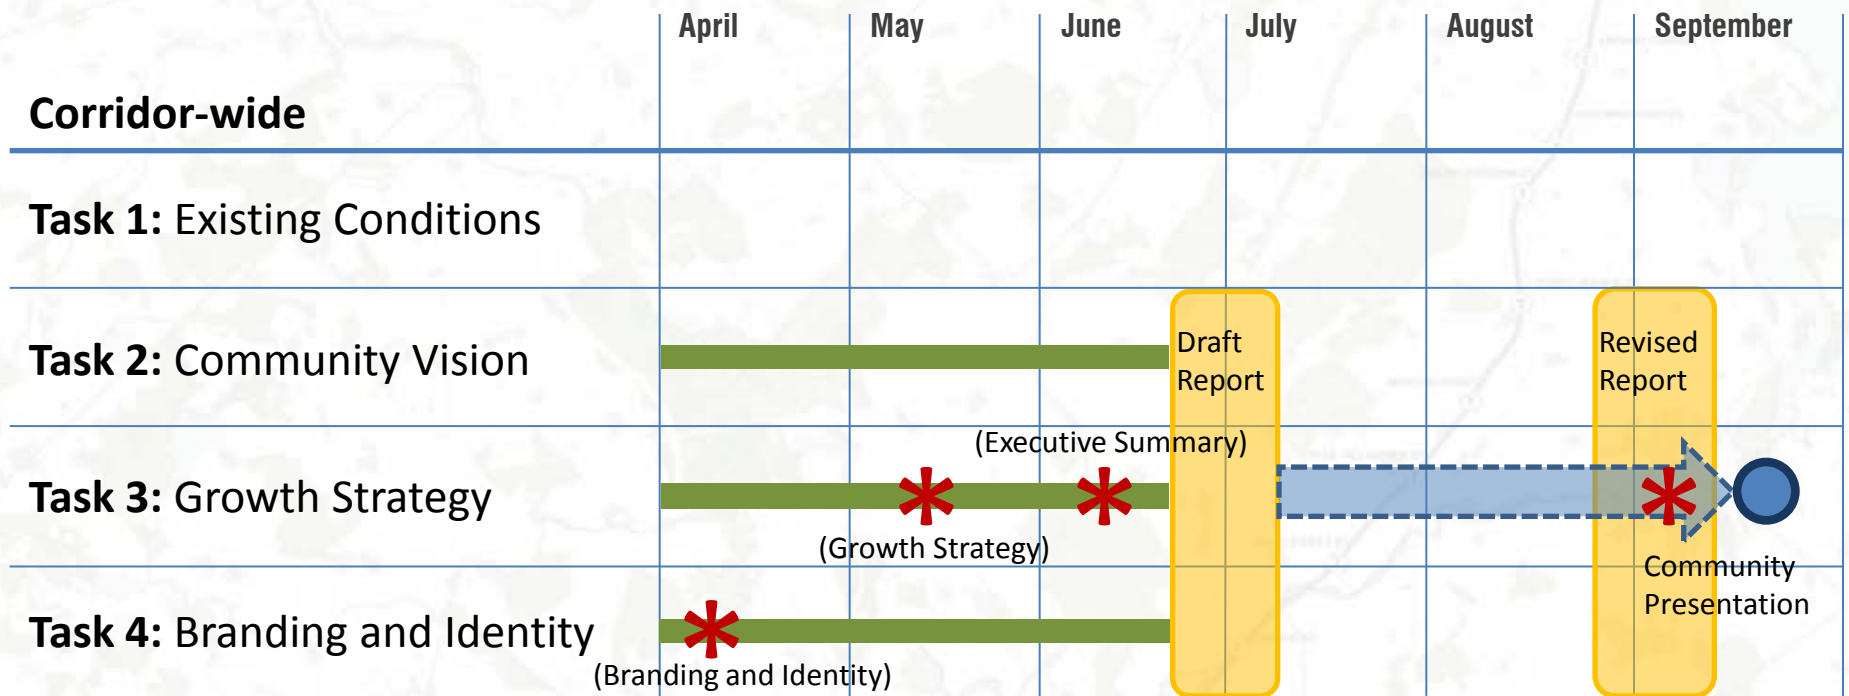 April May June July August September
Corridor-wide
Task 1: Existing Conditions
Task 2: Community Vision
Draft
Report
Revised
Report
(Executive Summary)
Task 3: Growth Strategy
(Growth Strategy)
Community
Presentation
Task 4: Branding and Identity
(Branding and Identity)